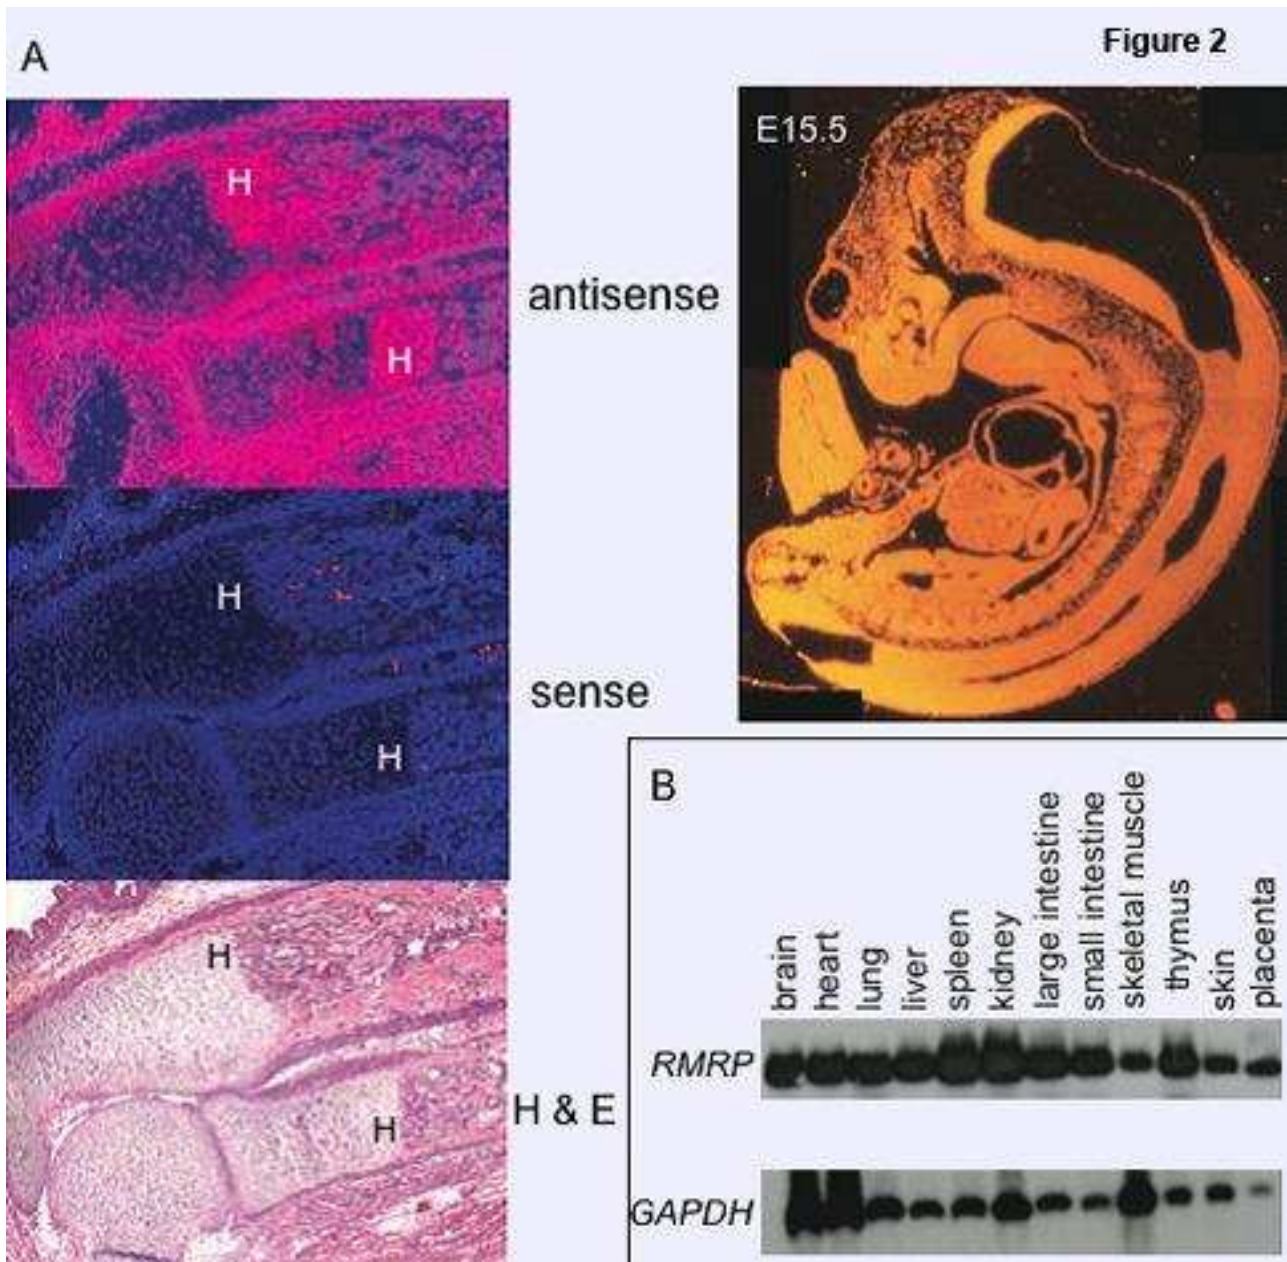 Figure 2
A
E15.5
H
H
antisense
H
H
sense
H
H
H & E
B
brain
heart
lung
liver
spleen
kidney
large intestine
small intestine
skeletal muscle
thymus
skin
placenta
RMRP
GAPDH